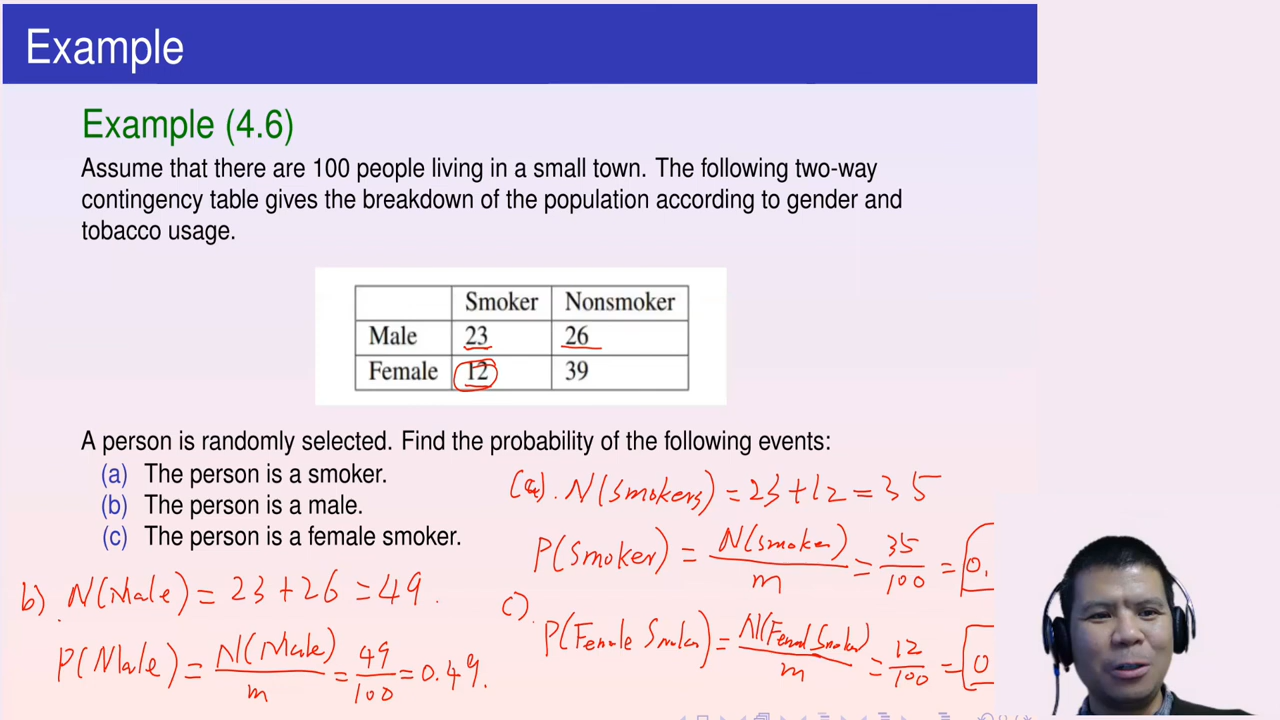 Example
Example (4.6)
Assume that there are 100 people living in a small town. The following two-way
contingency table gives the breakdown of the population according to gender and
tobacco usage.
Smoker Nonsmoker
Male 23 26
Female 12 39
A person is randomly selected. Find the probability of the following events:
(a) The person is a smoker.
(b) The person is a male.
(c) The person is a female smoker.
(a). N(Smokers) = 23+12 = 35
P(Smoker) = N(Smoker)/m = 35/100 = 0.
b) N(Male) = 23+26 = 49.
P(Male) = N(Male)/m = 49/100 = 0.49.
c).
P(Female Smoker) = N(Femal Smoker)/m = 12/100 = 0